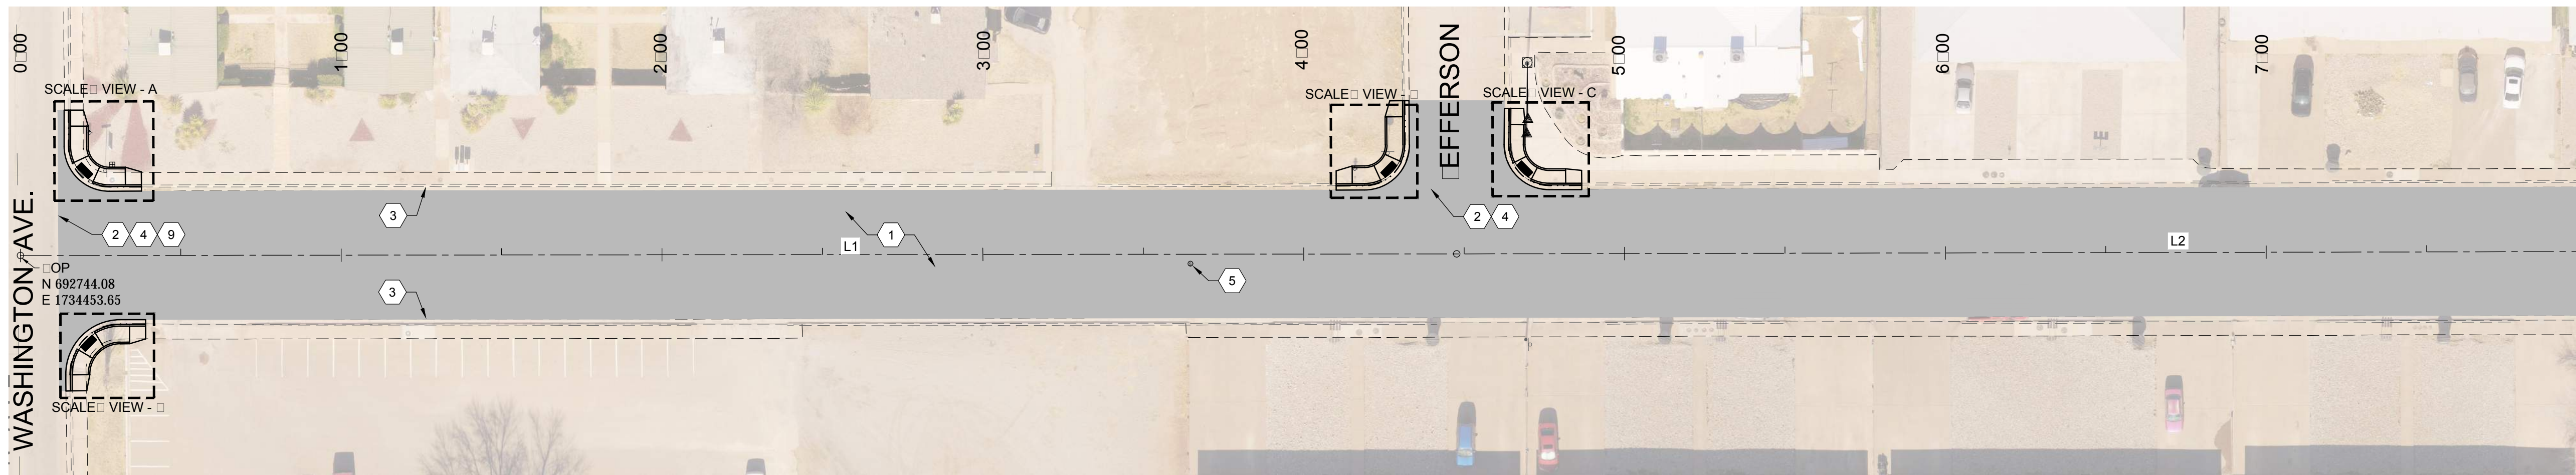 0□00
1□00
2□00
3□00
4□00
5□00
6□00
7□00
SCALE□ VIEW - A
SCALE□ VIEW - □
□EFFERSON
SCALE□ VIEW - C
3
2 4
2 4 9
1
L1
L2
WASHINGTON AVE.
□OP
N 692744.08
E 1734453.65
5
3
SCALE□ VIEW - □